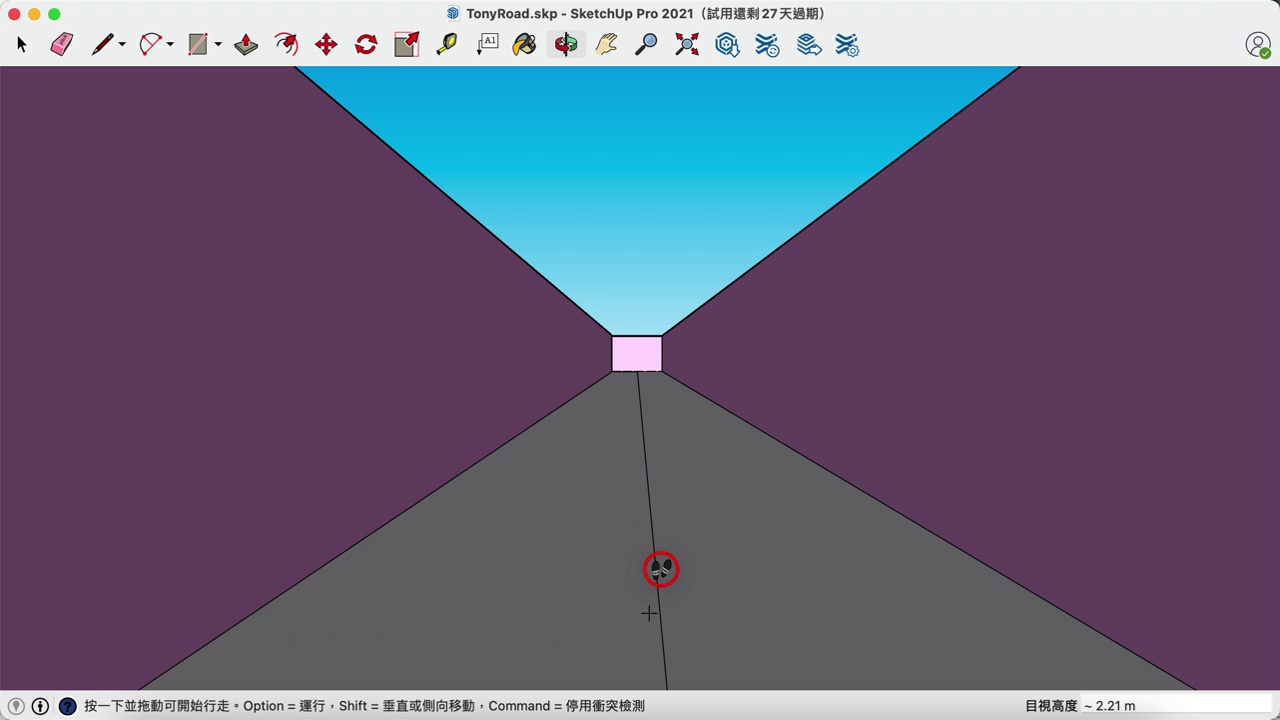 TonyRoad.skp - SketchUp Pro 2021（試用還剩 27 天過期）
A1
按一下並拖動可開始行走。Option = 運行，Shift = 垂直或側向移動，Command = 停用衝突檢測
目視高度 ~ 2.21 m